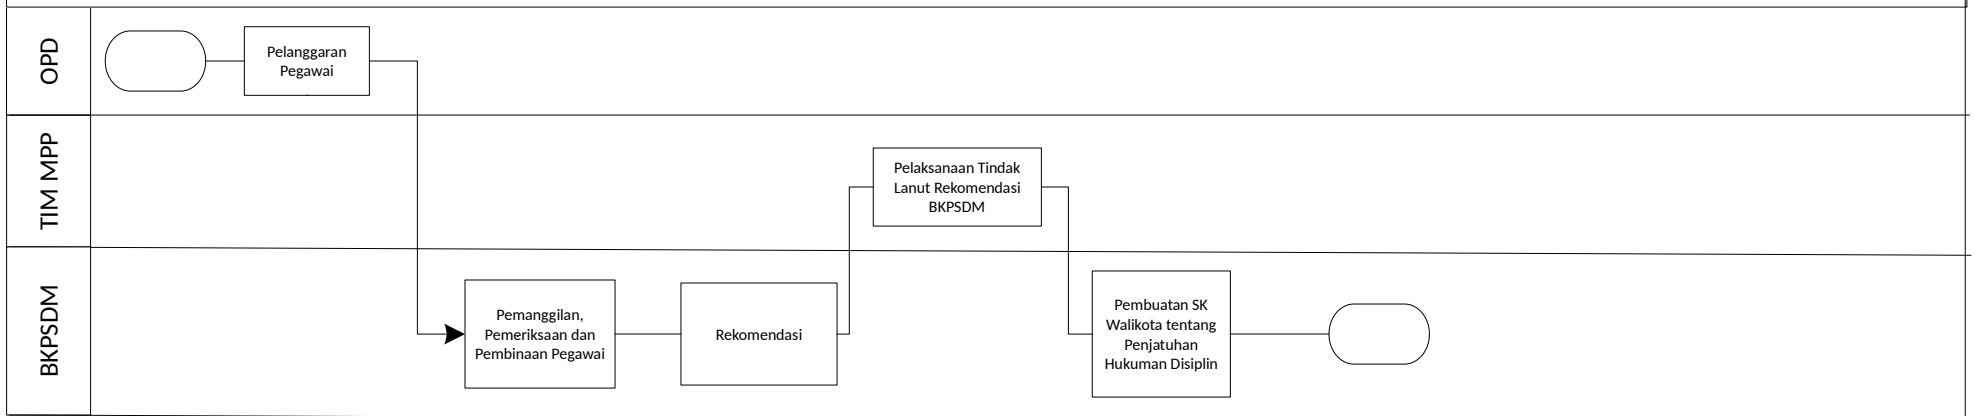 OPD
Pelanggaran
Pegawai
TIM MPP
Pelaksanaan Tindak
Lanut Rekomendasi
BKPSDM
BKPSDM
Pemanggilan,
Pemeriksaan dan
Pembinaan Pegawai
Rekomendasi
Pembuatan SK
Walikota tentang
Penjatuhan
Hukuman Disiplin